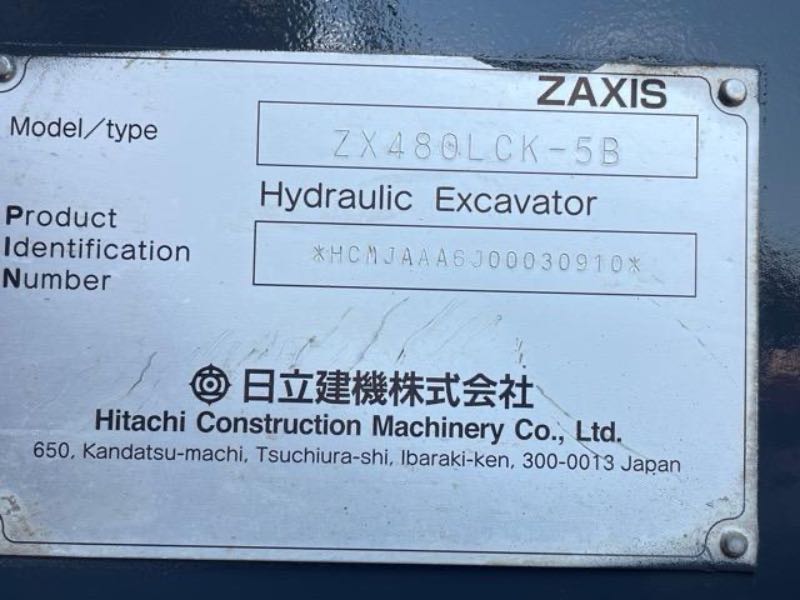 ZAXIS
Model/type
ZX480LCK-5B
Hydraulic Excavator
Product
Identification
Number
*HCMJAAA6J00030910*
日立建機株式会社
Hitachi Construction Machinery Co., Ltd.
650, Kandatsu-machi, Tsuchiura-shi, Ibaraki-ken, 300-0013 Japan